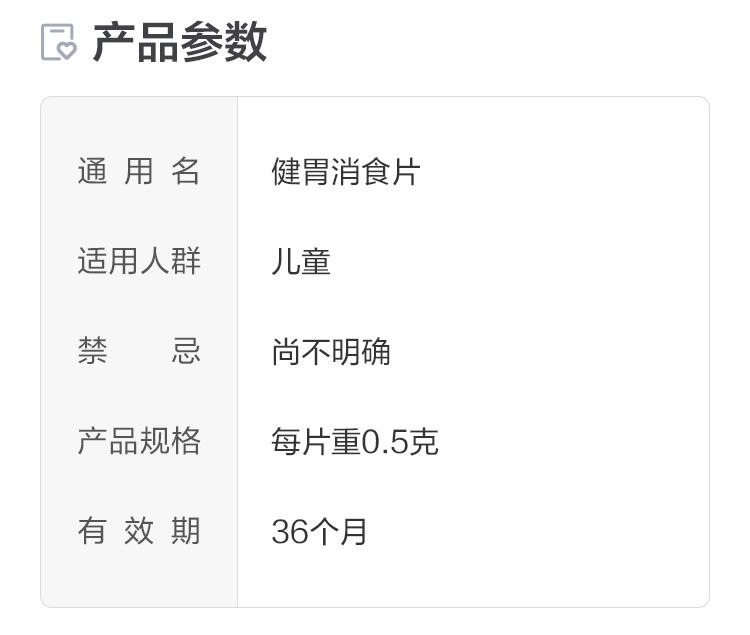 产品参数
通用名 健胃消食片
适用人群 儿童
禁忌 尚不明确
产品规格 每片重0.5克
有效期 36个月